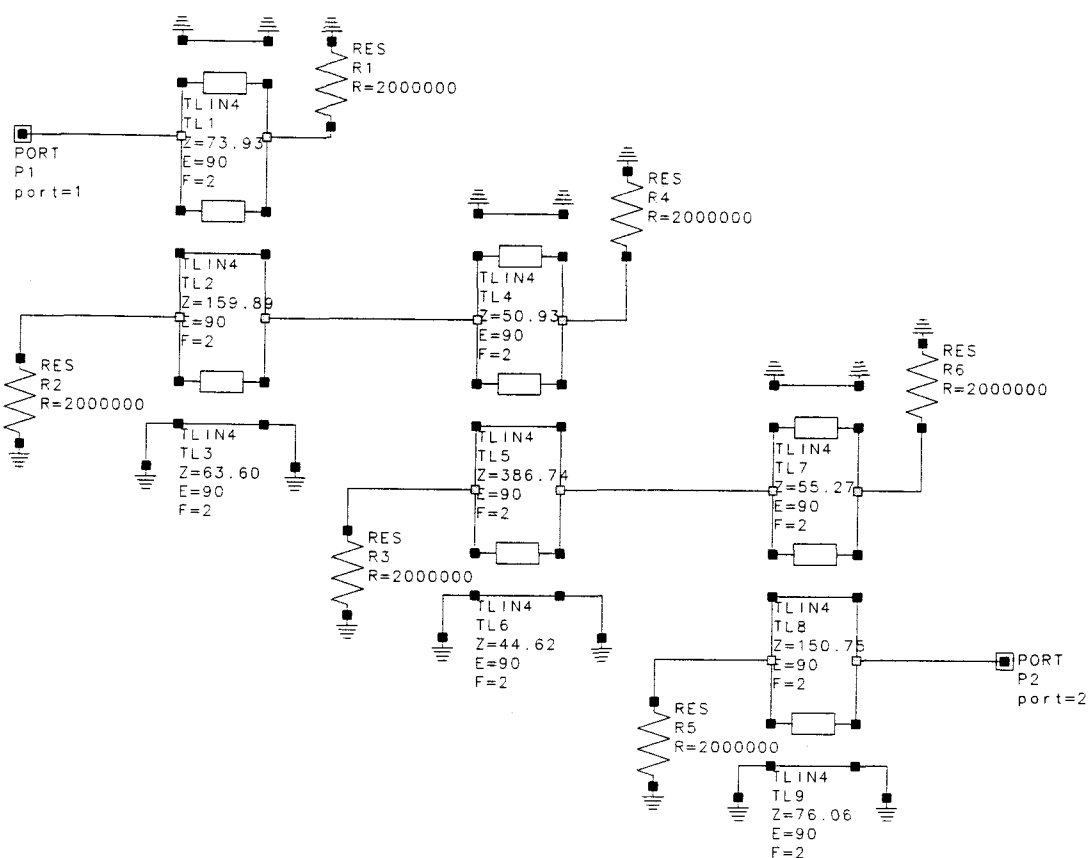 RES
R1
R=2000000
TLIN4
TL1
Z=73.93
E=90
F=2
PORT
P1
port=1
RES
R4
R=2000000
TLIN4
TL2
Z=159.89
E=90
F=2
TLIN4
TL4
Z=50.93
E=90
F=2
RES
R2
R=2000000
RES
R6
R=2000000
TLIN4
TL3
Z=63.60
E=90
F=2
TLIN4
TL5
Z=386.74
E=90
F=2
TLIN4
TL7
Z=55.27
E=90
F=2
RES
R3
R=2000000
TLIN4
TL6
Z=44.62
E=90
F=2
TLIN4
TL8
Z=150.75
E=90
F=2
PORT
P2
port=2
RES
R5
R=2000000
TLIN4
TL9
Z=76.06
E=90
F=2